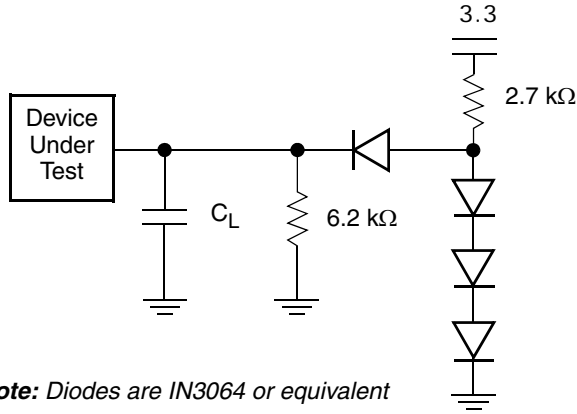 3.3
2.7 kΩ
Device
Under
Test
C_L
6.2 kΩ
ote: Diodes are IN3064 or equivalent